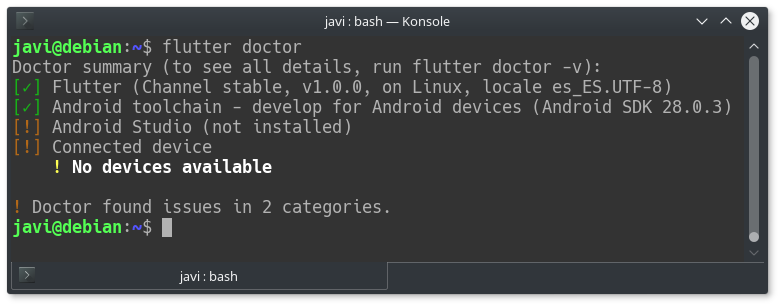 javi : bash — Konsole
javi@debian:~$ flutter doctor
Doctor summary (to see all details, run flutter doctor -v):
[✓] Flutter (Channel stable, v1.0.0, on Linux, locale es_ES.UTF-8)
[✓] Android toolchain - develop for Android devices (Android SDK 28.0.3)
[!] Android Studio (not installed)
[!] Connected device
! No devices available
! Doctor found issues in 2 categories.
javi@debian:~$
javi : bash